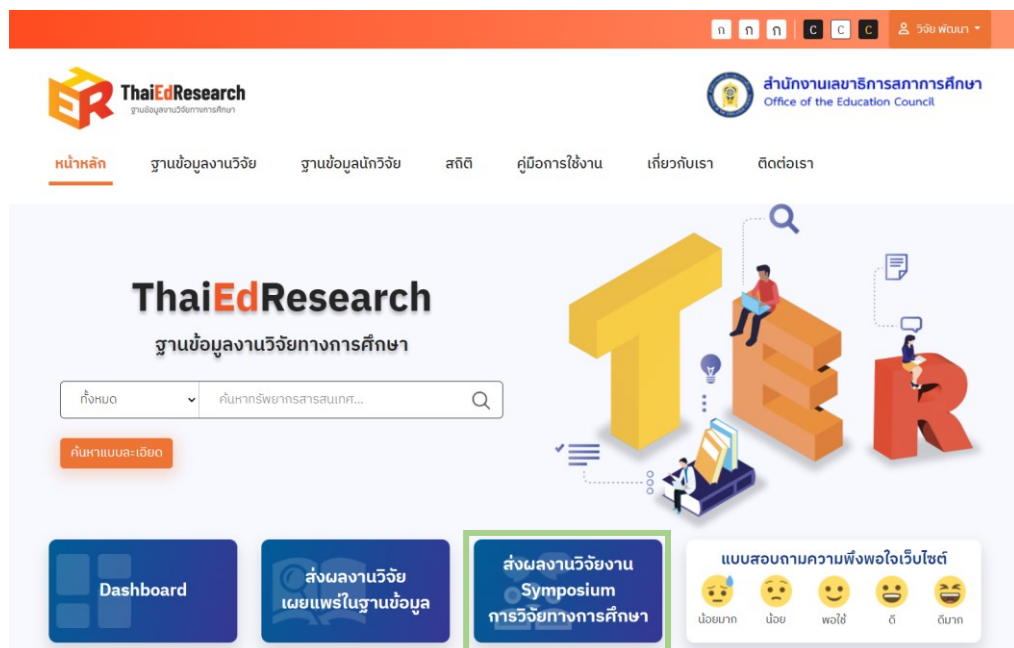 ก ก ก C C C วิจัย พัฒนา
ThaiEdResearch
ฐานข้อมูลงานวิจัยทางการศึกษา
สำนักงานเลขาธิการสภาการศึกษา
Office of the Education Council
หน้าหลัก ฐานข้อมูลงานวิจัย ฐานข้อมูลนักวิจัย สถิติ คู่มือการใช้งาน เกี่ยวกับเรา ติดต่อเรา
ThaiEdResearch
ฐานข้อมูลงานวิจัยทางการศึกษา
ทั้งหมด ค้นหาทรัพยากรสารสนเทศ...
ค้นหาแบบละเอียด
TER
Dashboard
ส่งผลงานวิจัย
เผยแพร่ในฐานข้อมูล
ส่งผลงานวิจัยงาน
Symposium
การวิจัยทางการศึกษา
แบบสอบถามความพึงพอใจเว็บไซต์
น้อยมาก น้อย พอใช้ ดี ดีมาก